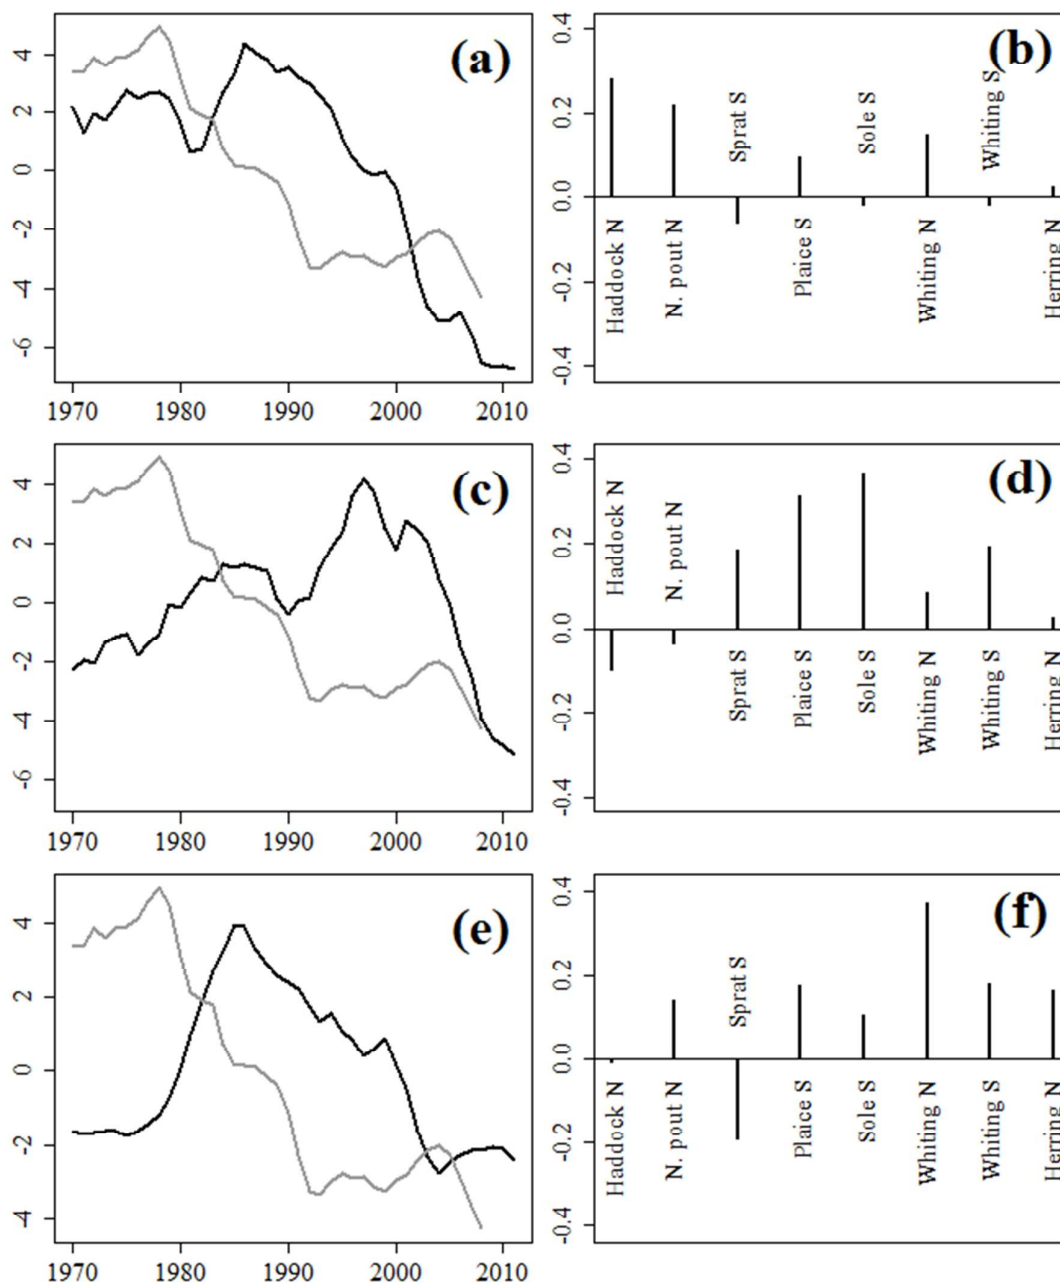 (a)
4
2
0
-2
-4
-6
1970 1980 1990 2000 2010
(b)
0.4
0.2
0.0
-0.2
-0.4
Haddock N
N. pout N
Sprat S
Plaice S
Sole S
Whiting N
Whiting S
Herring N
(c)
4
2
0
-2
-4
-6
1970 1980 1990 2000 2010
(d)
0.4
0.2
0.0
-0.2
-0.4
Haddock N
N. pout N
Sprat S
Plaice S
Sole S
Whiting N
Whiting S
Herring N
(e)
4
2
0
-2
-4
1970 1980 1990 2000 2010
(f)
0.4
0.2
0.0
-0.2
-0.4
Haddock N
N. pout N
Sprat S
Plaice S
Sole S
Whiting N
Whiting S
Herring N